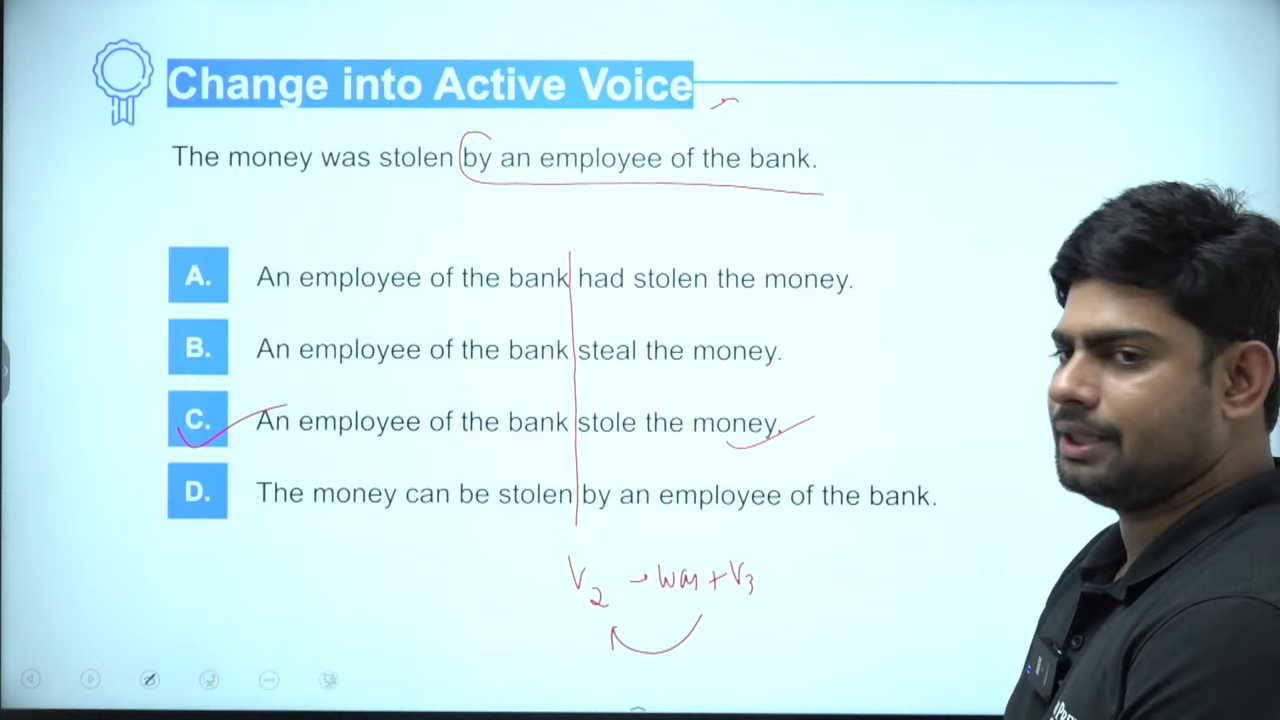 Change into Active Voice
The money was stolen by an employee of the bank.
A. An employee of the bank had stolen the money.
B. An employee of the bank steal the money.
C. An employee of the bank stole the money.
D. The money can be stolen by an employee of the bank.
V2 → was + V3